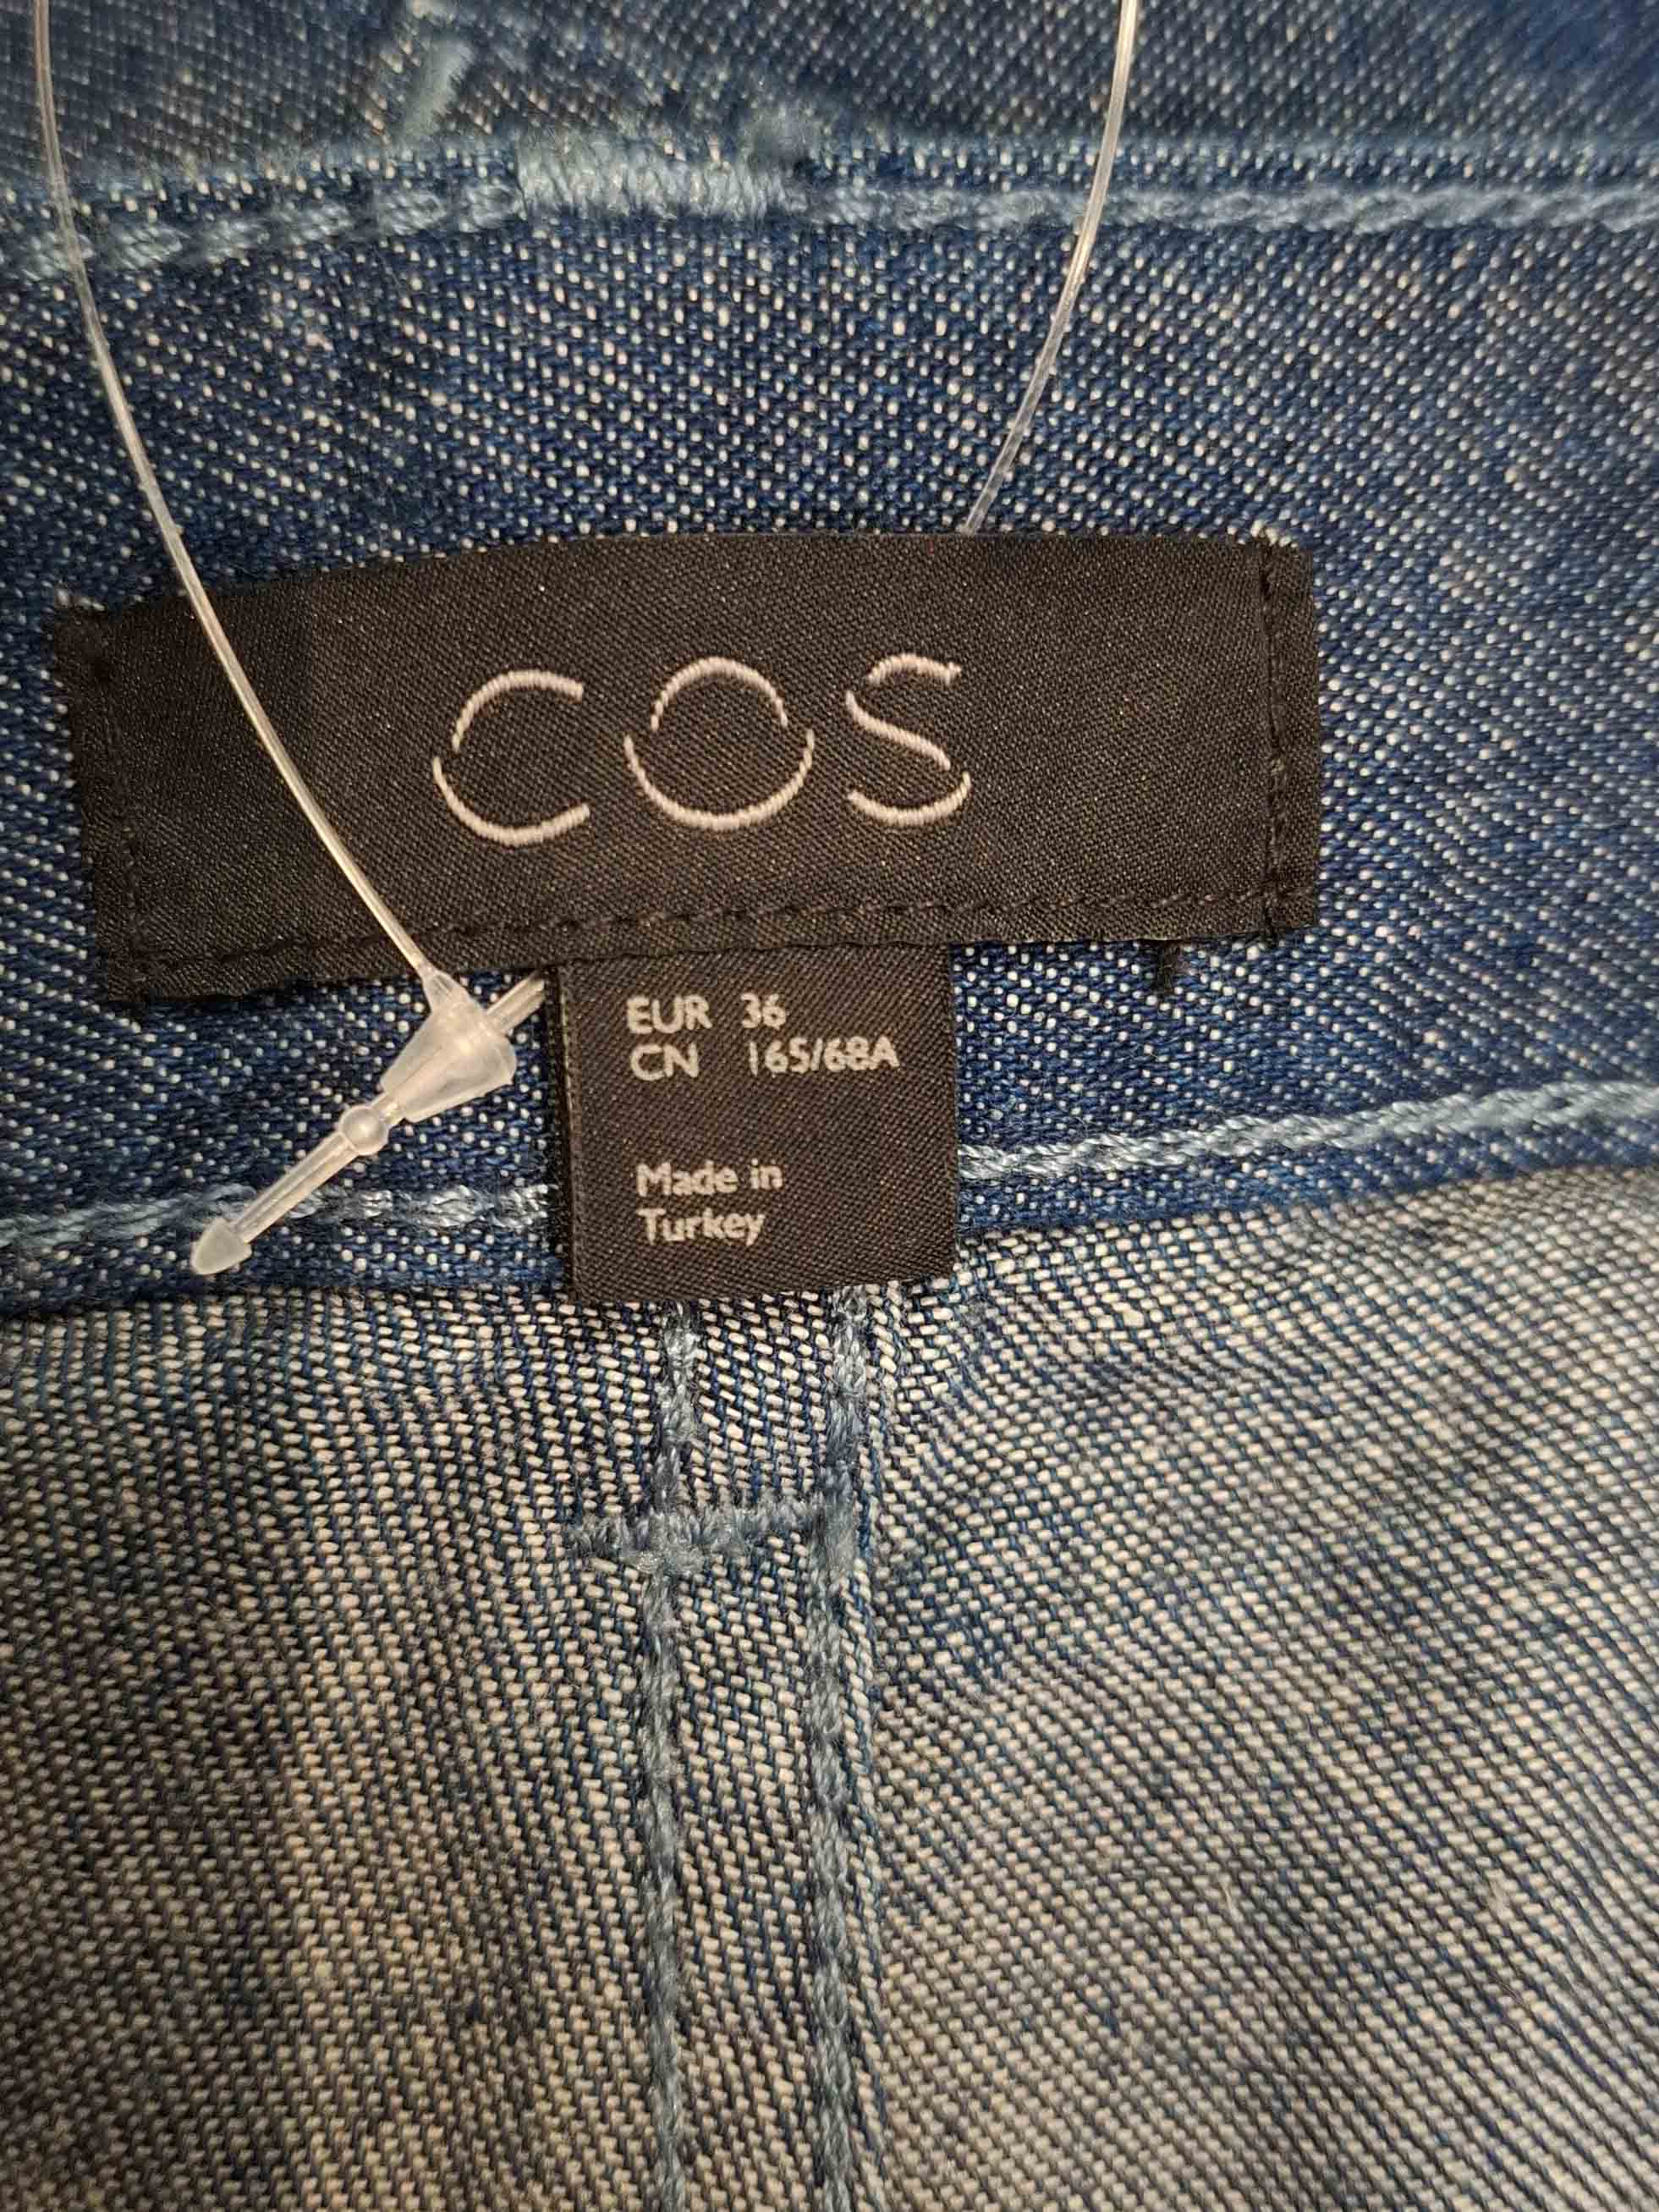 COS
EUR 36
CN 165/68A
Made in
Turkey